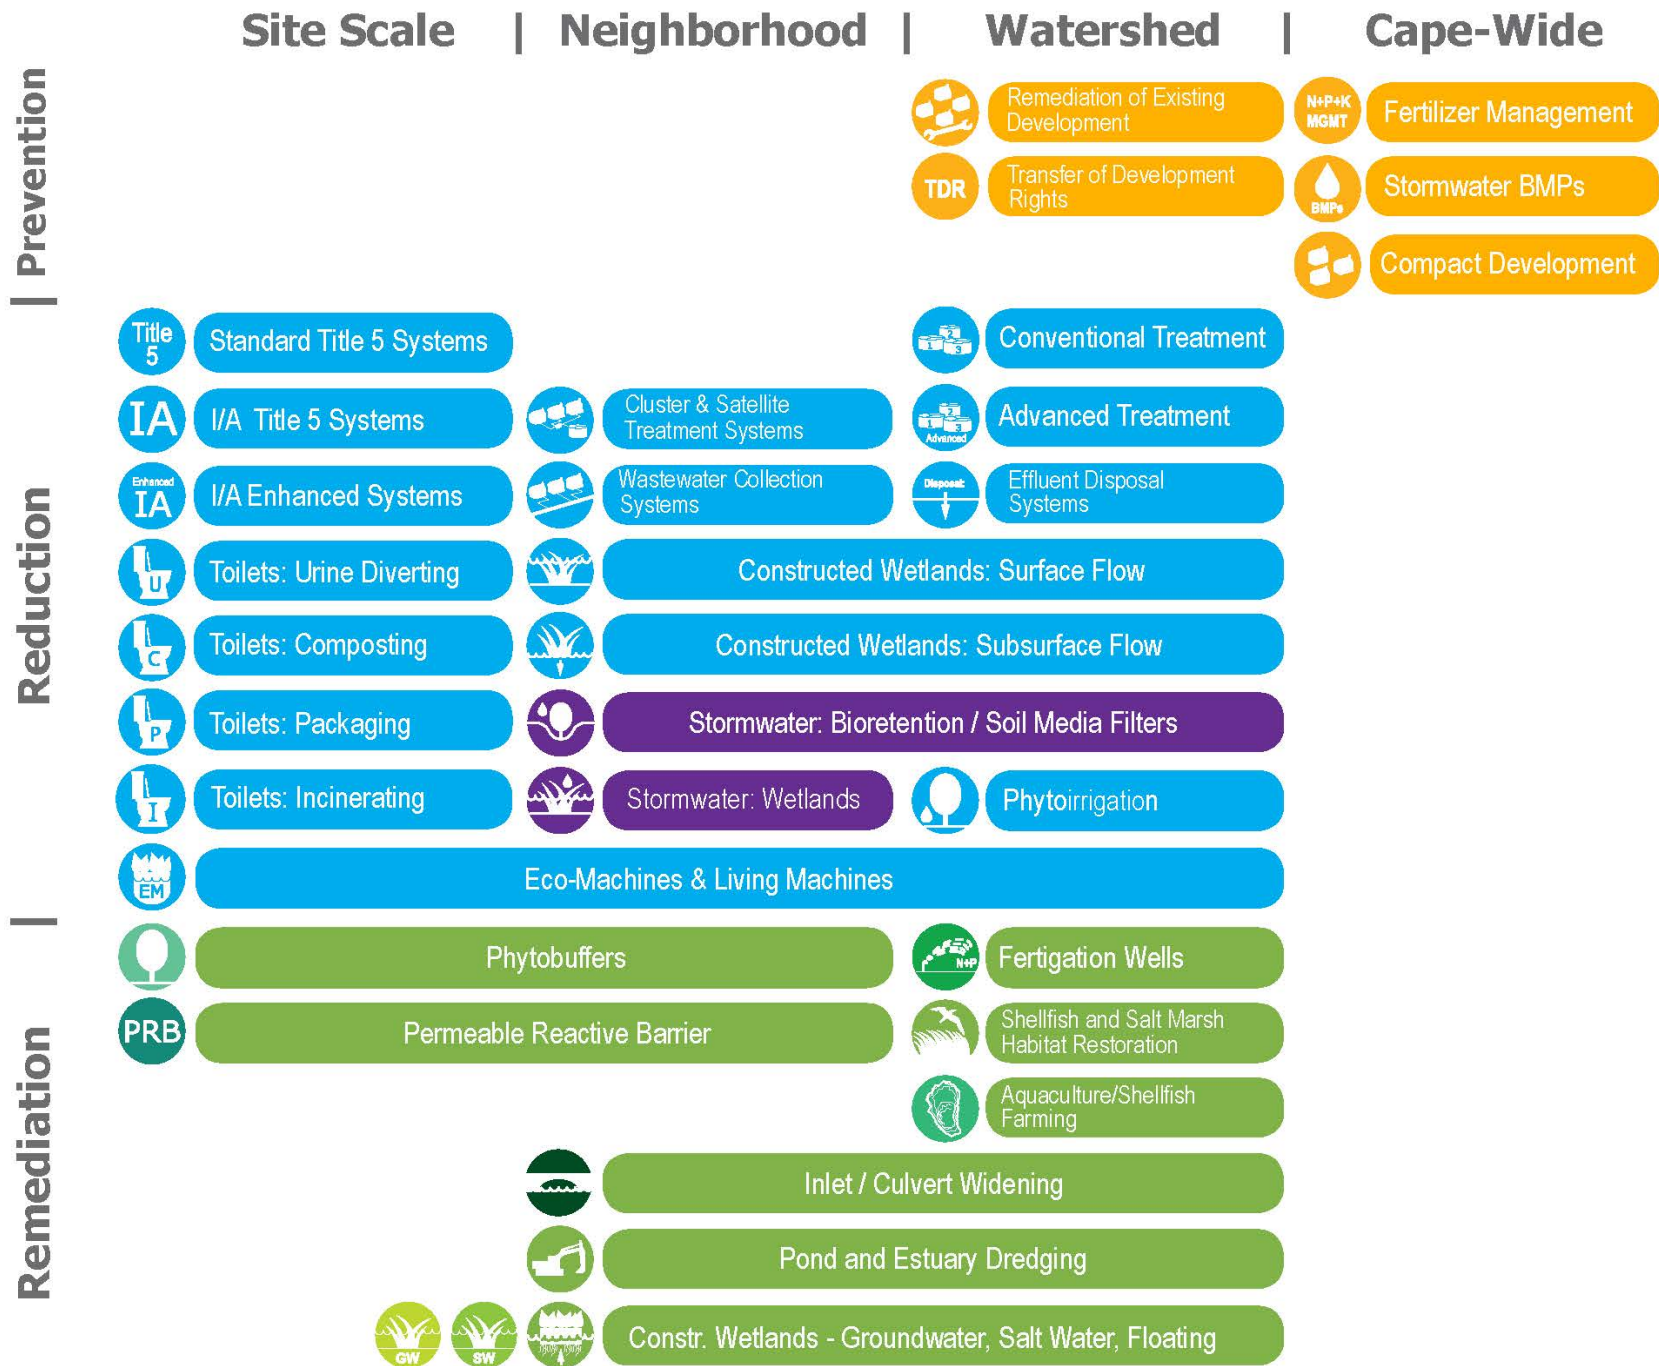 Site Scale | Neighborhood | Watershed | Cape-Wide
| Prevention
Remediation of Existing
Development
N+P+K
MGMT
Fertilizer Management
TDR
Transfer of Development
Rights
BMPs
Stormwater BMPs
Compact Development
| Reduction
Title
5
Standard Title 5 Systems
1 2 3
Conventional Treatment
IA
I/A Title 5 Systems
Cluster & Satellite
Treatment Systems
1 2 3
Advanced
Advanced Treatment
Enhanced
IA
I/A Enhanced Systems
Wastewater Collection
Systems
Disposal:
Effluent Disposal
Systems
U
Toilets: Urine Diverting
Constructed Wetlands: Surface Flow
C
Toilets: Composting
Constructed Wetlands: Subsurface Flow
P
Toilets: Packaging
Stormwater: Bioretention / Soil Media Filters
I
Toilets: Incinerating
Stormwater: Wetlands
Phytoirrigation
EM
Eco-Machines & Living Machines
Remediation |
Phytobuffers
N+P
Fertigation Wells
PRB
Permeable Reactive Barrier
Shellfish and Salt Marsh
Habitat Restoration
Aquaculture/Shellfish
Farming
Inlet / Culvert Widening
Pond and Estuary Dredging
GW
SW
Constr. Wetlands - Groundwater, Salt Water, Floating